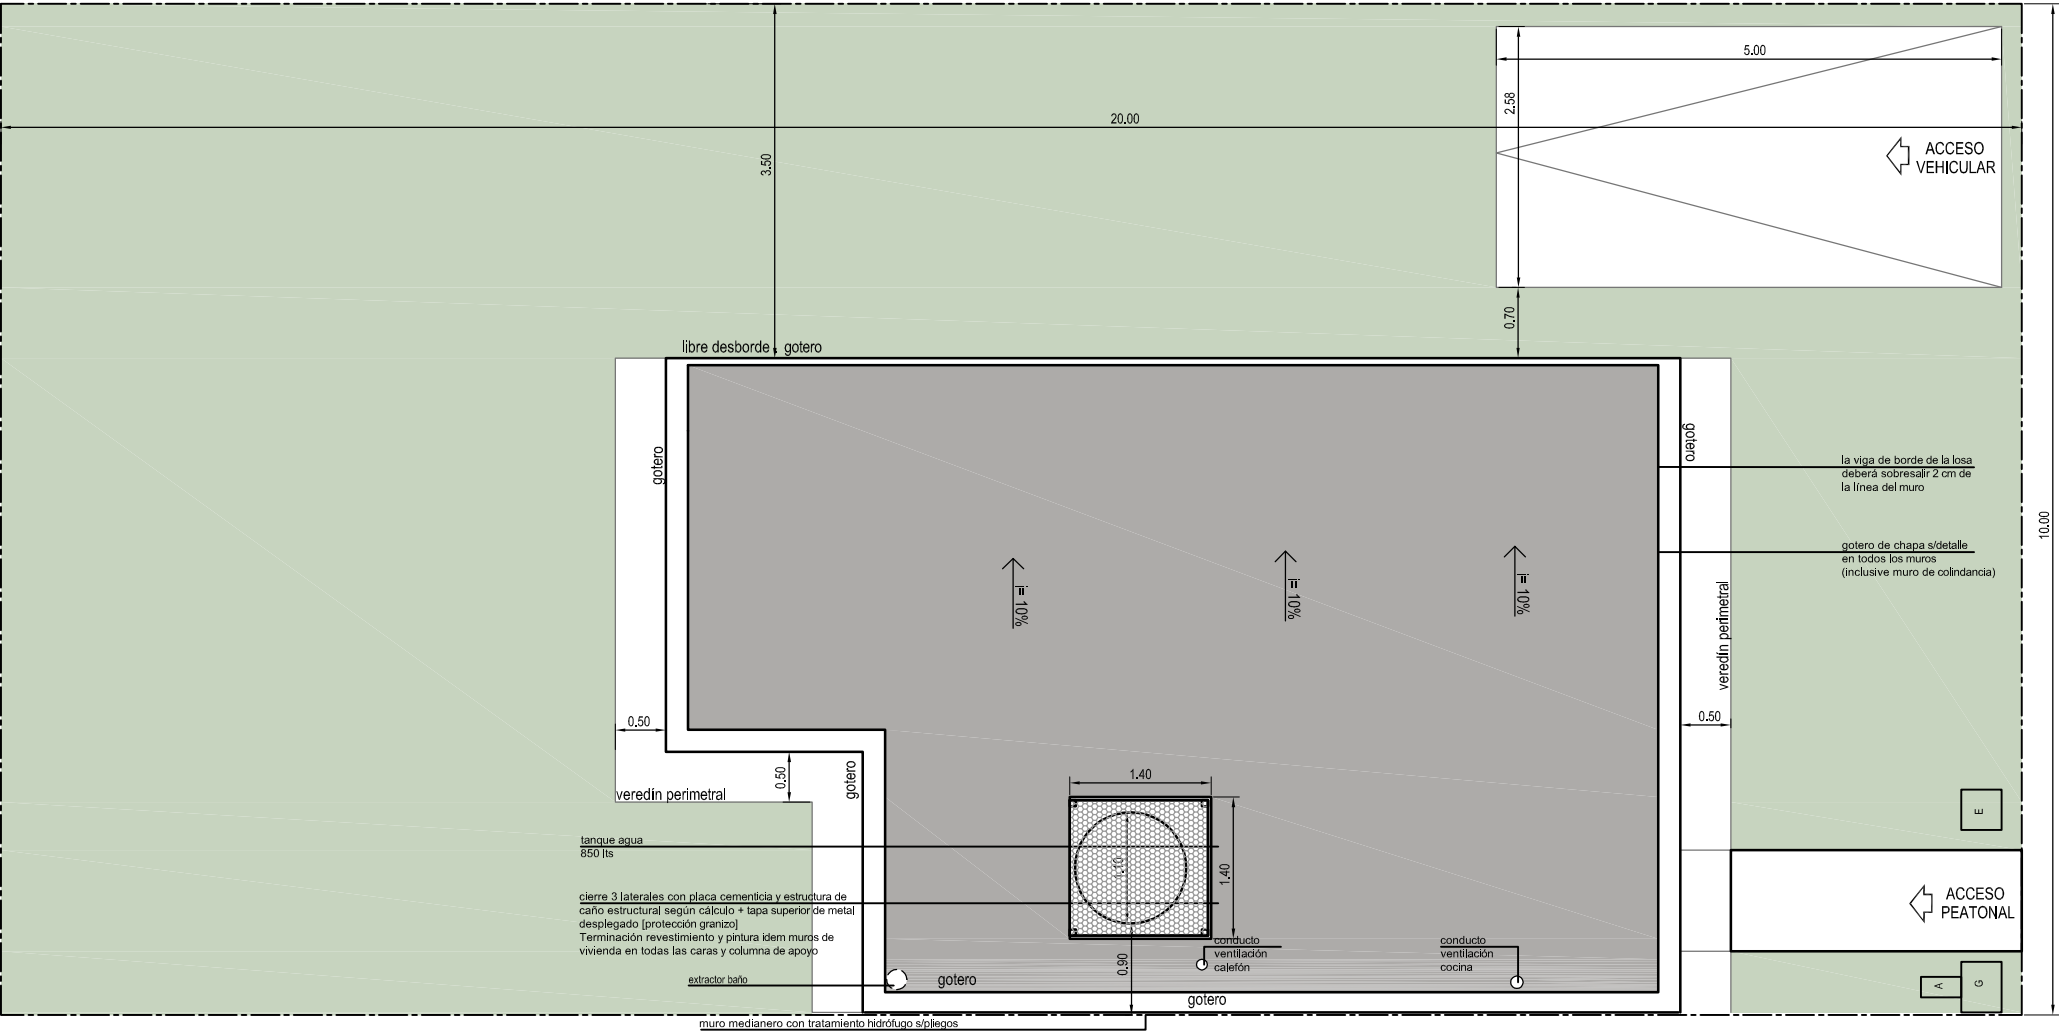 5.00
2.58
20.00
3.50
ACCESO
VEHICULAR
0.70
libre desborde
gotero
gotero
gotero
la viga de borde de la losa
deberá sobresalir 2 cm de
la línea del muro
10.00
gotero de chapa s/detalle
en todos los muros
(inclusive muro de colindancia)
i= 10%
i= 10%
i= 10%
veredín perimetral
0.50
0.50
0.50
gotero
veredín perimetral
1.40
E
tanque agua
850 lts
1.10
1.40
cierre 3 laterales con placa cementicia y estructura de
caño estructural según cálculo + tapa superior de metal
desplegado [protección granizo]
Terminación revestimiento y pintura idem muros de
vivienda en todas las caras y columna de apoyo
ACCESO
PEATONAL
0.90
conducto
ventilación
calefón
conducto
ventilación
cocina
extractor baño
gotero
A
G
gotero
muro medianero con tratamiento hidrófugo s/pliegos